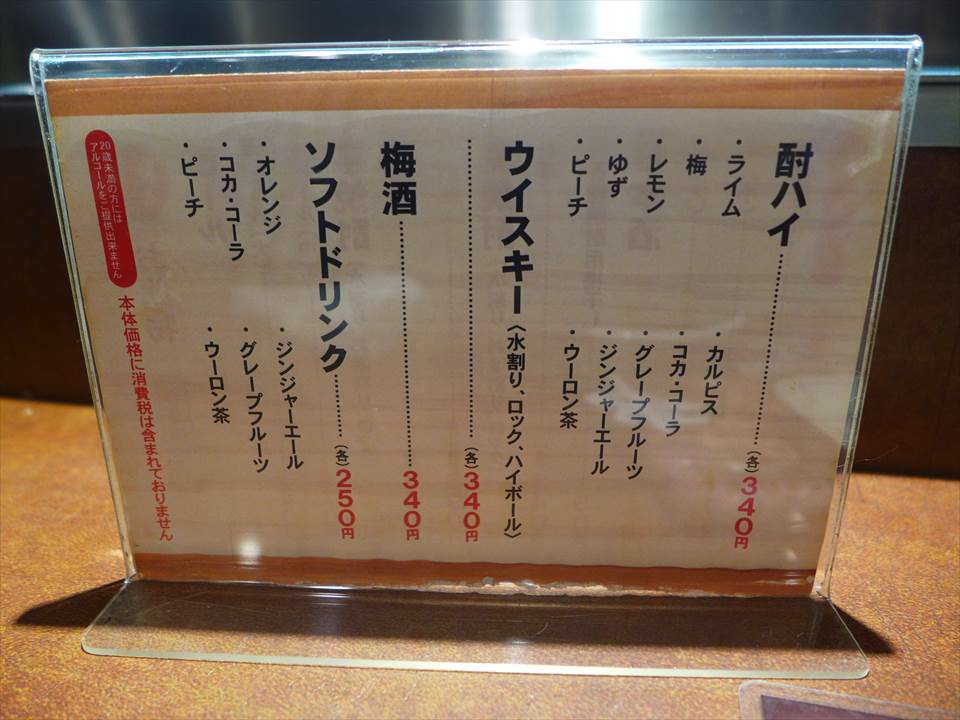 酎ハイ……………………(各)340円
・ライム
・カルピス
・梅
・コカ・コーラ
・レモン
・グレープフルーツ
・ゆず
・ジンジャーエール
・ピーチ
・ウーロン茶
ウイスキー〈水割り、ロック、ハイボール〉
……………………(各)340円
梅酒……………………340円
ソフトドリンク………(各)250円
・オレンジ
・ジンジャーエール
・コカ・コーラ
・グレープフルーツ
・ピーチ
・ウーロン茶
20歳未満の方には
アルコールをご提供出来ません
本体価格に消費税は含まれておりません